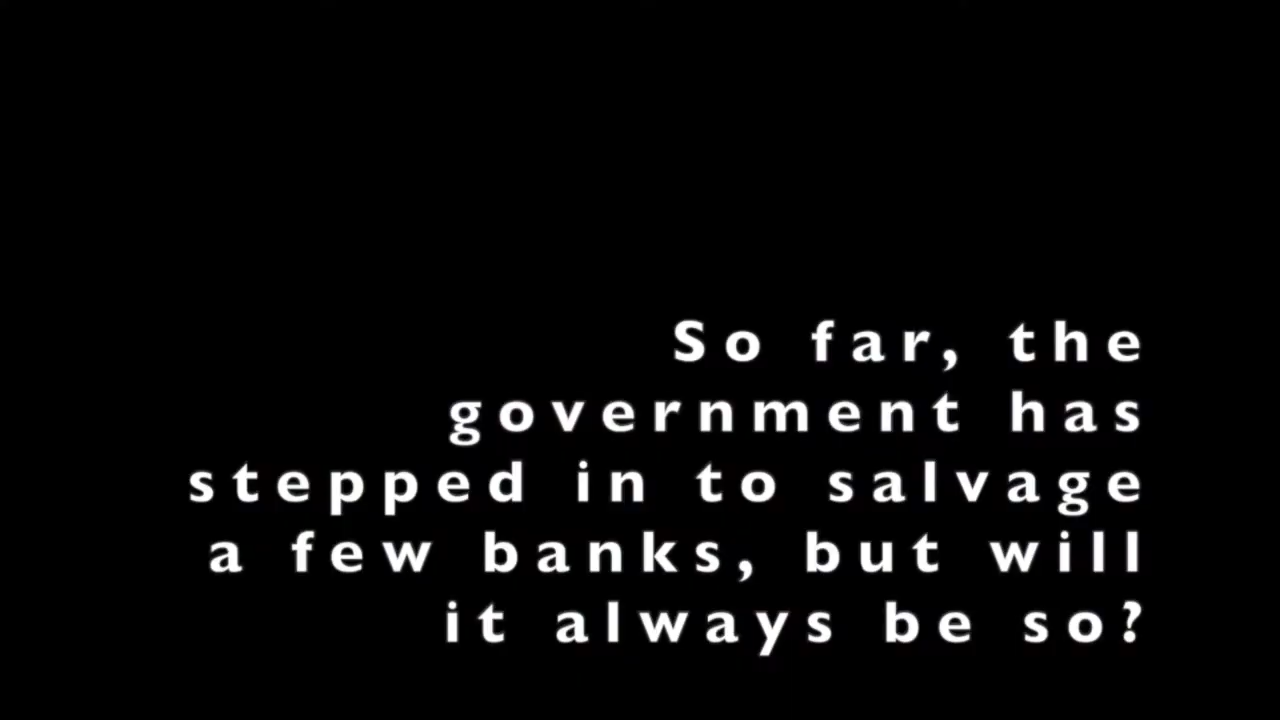 So far, the
government has
stepped in to salvage
a few banks, but will
it always be so?